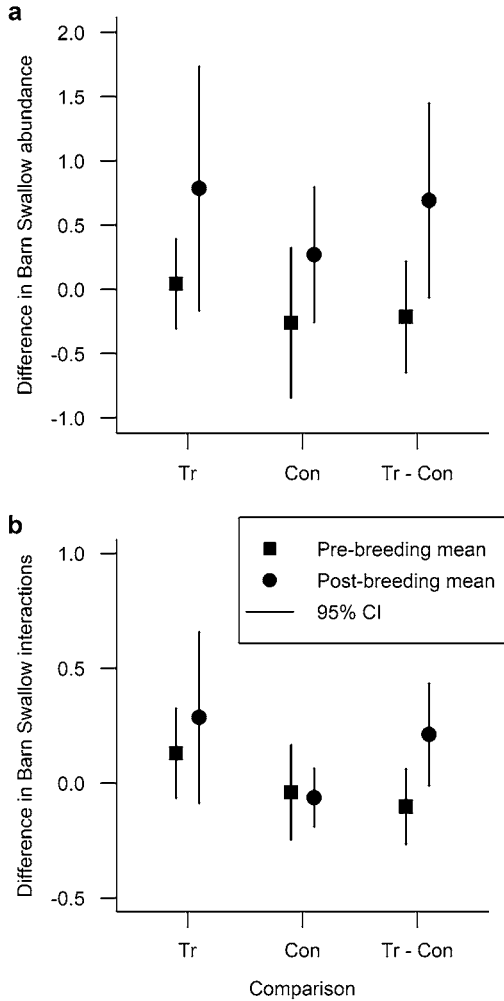 a
Difference in Barn Swallow abundance
2.0
1.5
1.0
0.5
0.0
-0.5
-1.0
Tr
Con
Tr - Con
b
Difference in Barn Swallow interactions
1.0
0.5
0.0
-0.5
Pre-breeding mean
Post-breeding mean
95% CI
Tr
Con
Tr - Con
Comparison